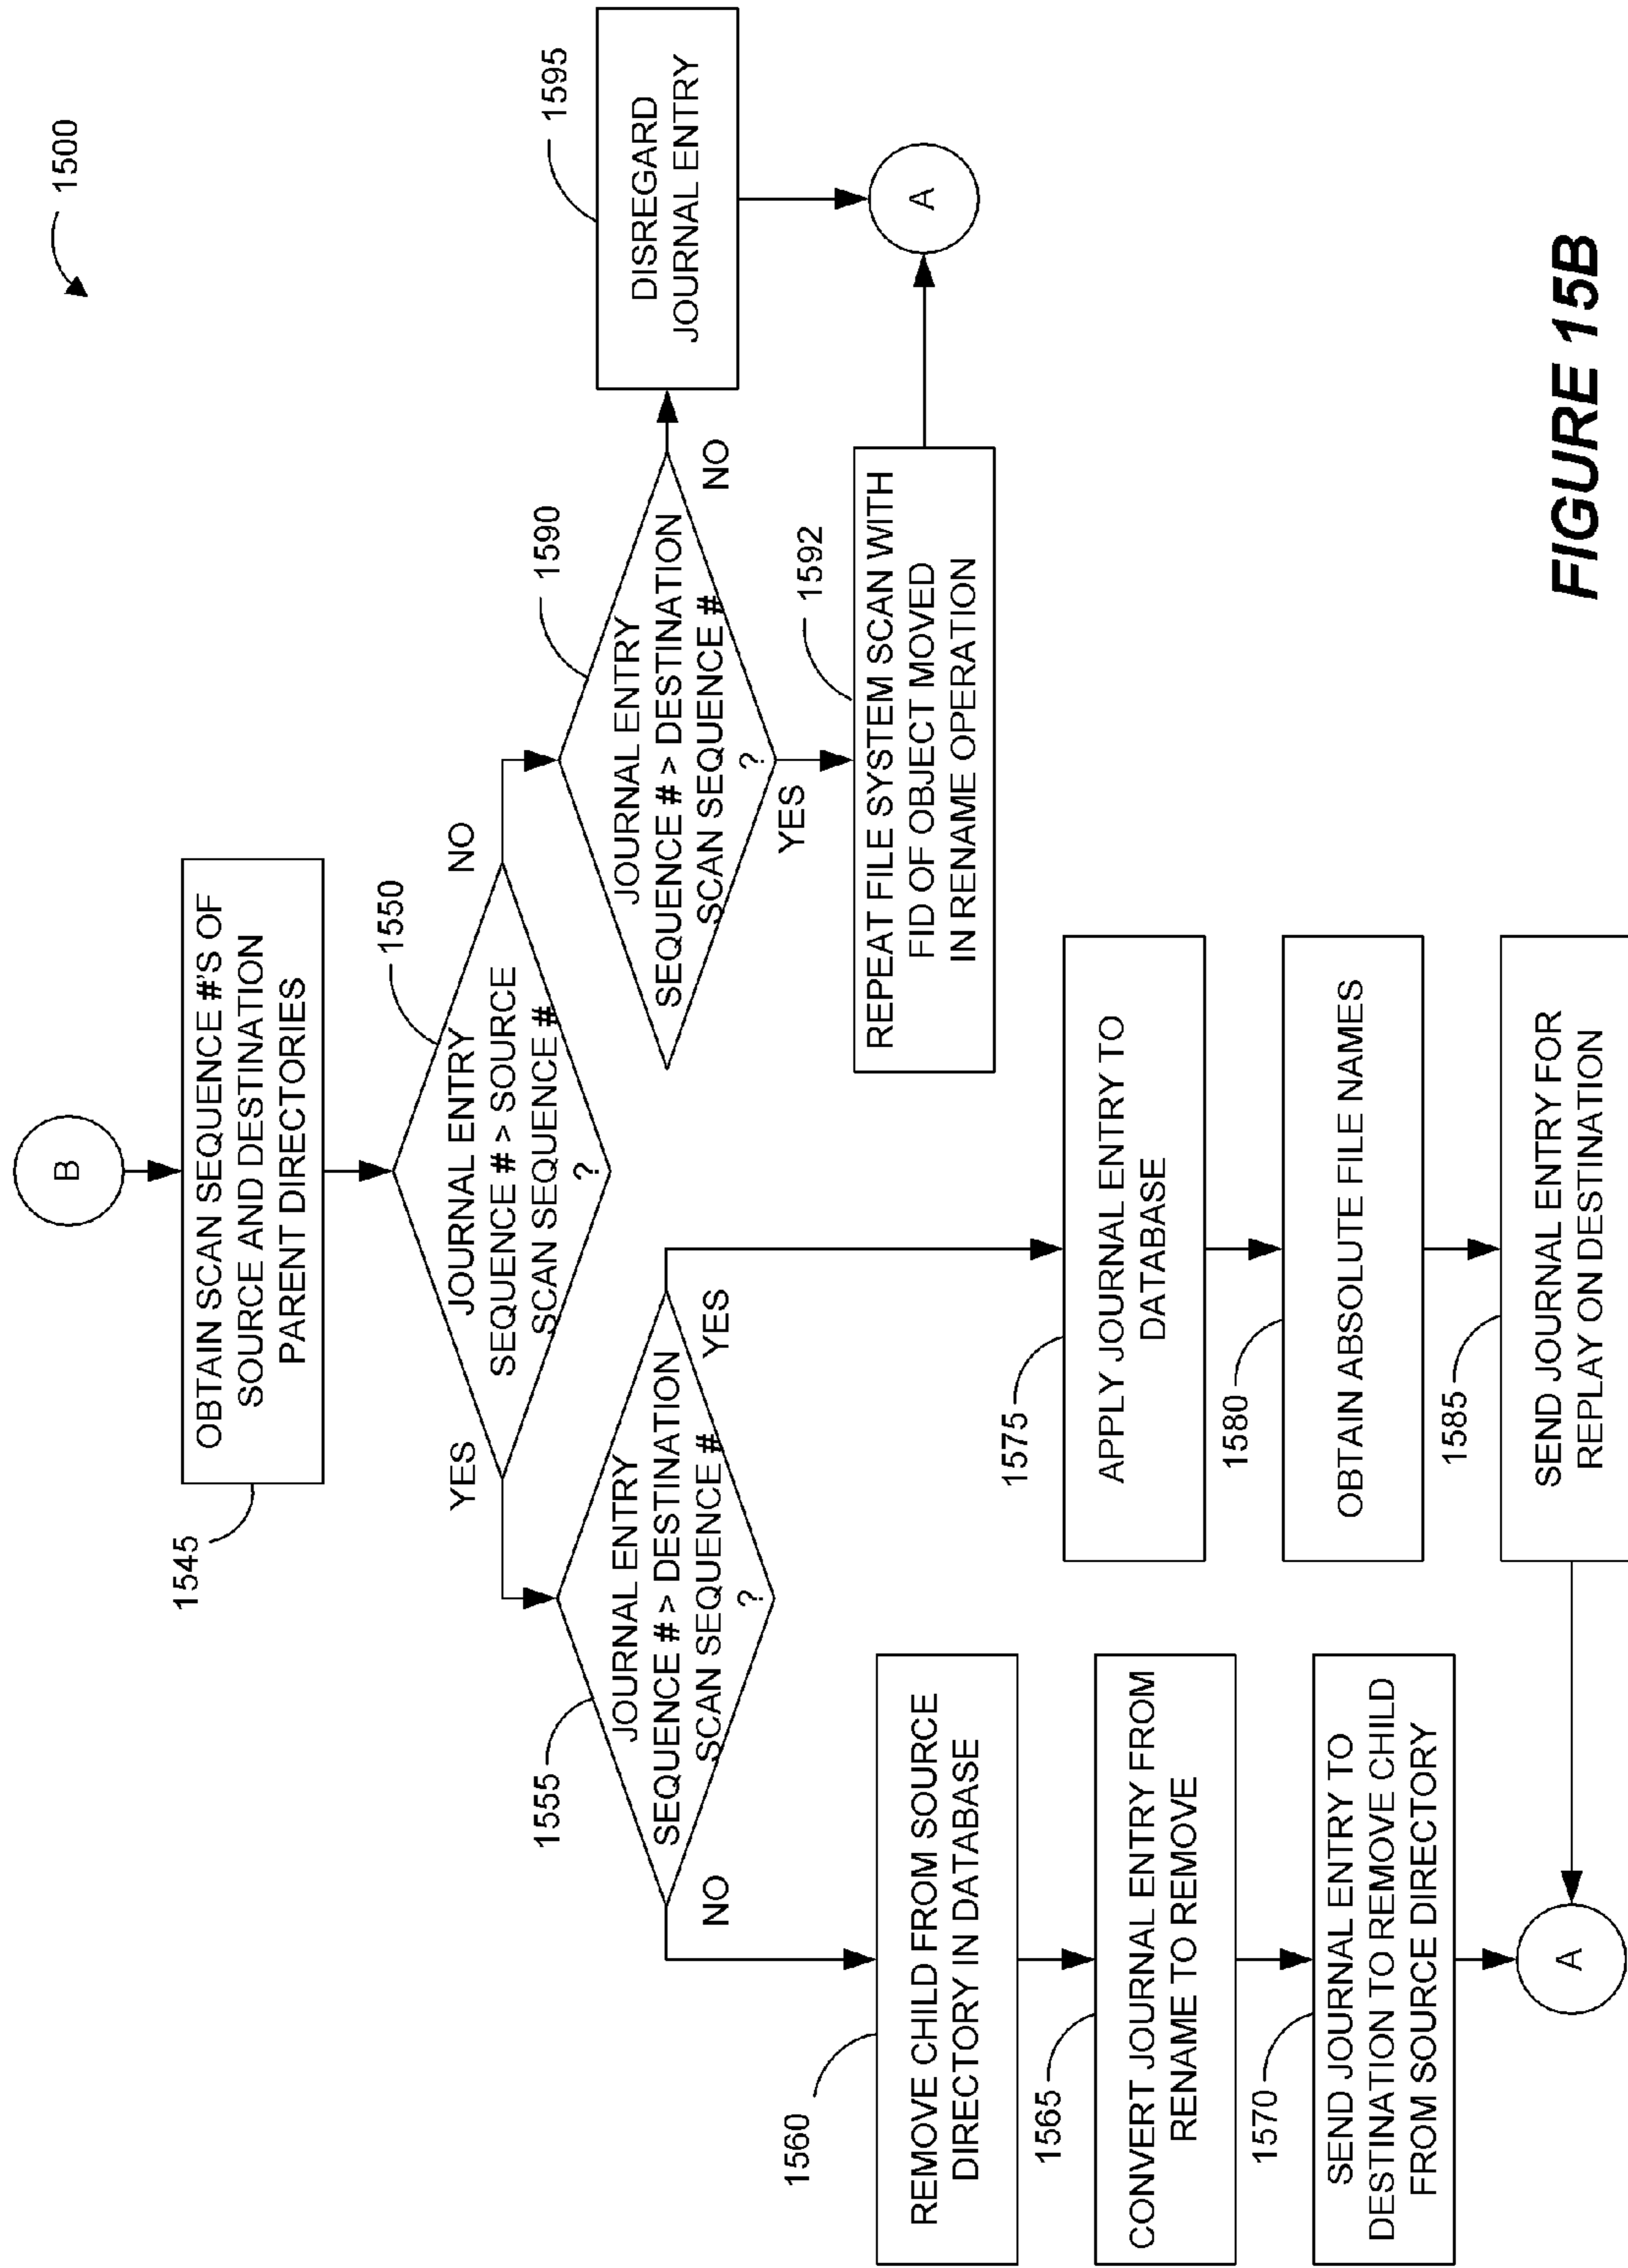 1500
B
1545
OBTAIN SCAN SEQUENCE #'S OF
SOURCE AND DESTINATION
PARENT DIRECTORIES
1550
JOURNAL ENTRY
SEQUENCE # > SOURCE
SCAN SEQUENCE #
?
YES
NO
1555
JOURNAL ENTRY
SEQUENCE # > DESTINATION
SCAN SEQUENCE #
?
NO
YES
1590
JOURNAL ENTRY
SEQUENCE # > DESTINATION
SCAN SEQUENCE #
?
YES
NO
1595
DISREGARD
JOURNAL ENTRY
1592
REPEAT FILE SYSTEM SCAN WITH
FID OF OBJECT MOVED
IN RENAME OPERATION
A
1560
REMOVE CHILD FROM SOURCE
DIRECTORY IN DATABASE
1565
CONVERT JOURNAL ENTRY FROM
RENAME TO REMOVE
1570
SEND JOURNAL ENTRY TO
DESTINATION TO REMOVE CHILD
FROM SOURCE DIRECTORY
1575
APPLY JOURNAL ENTRY TO
DATABASE
1580
OBTAIN ABSOLUTE FILE NAMES
1585
SEND JOURNAL ENTRY FOR
REPLAY ON DESTINATION
A
FIGURE 15B